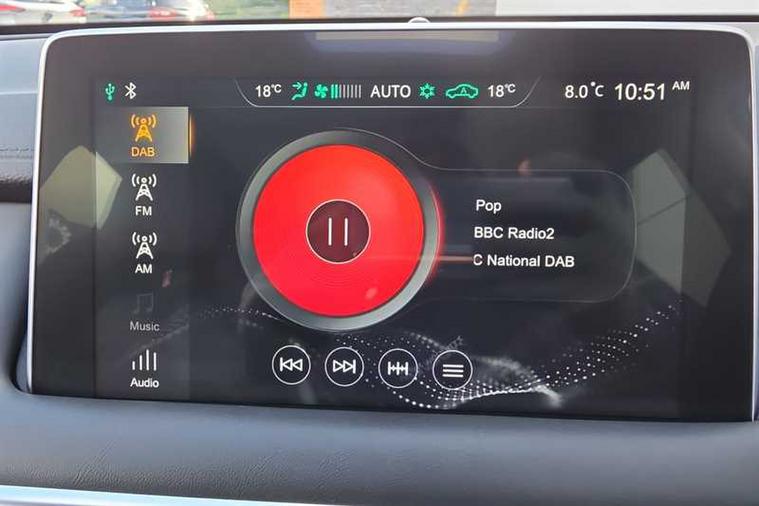 18°C AUTO 18°C 8.0°C 10:51 AM
DAB
FM
AM
Music
Audio
Pop
BBC Radio2
C National DAB